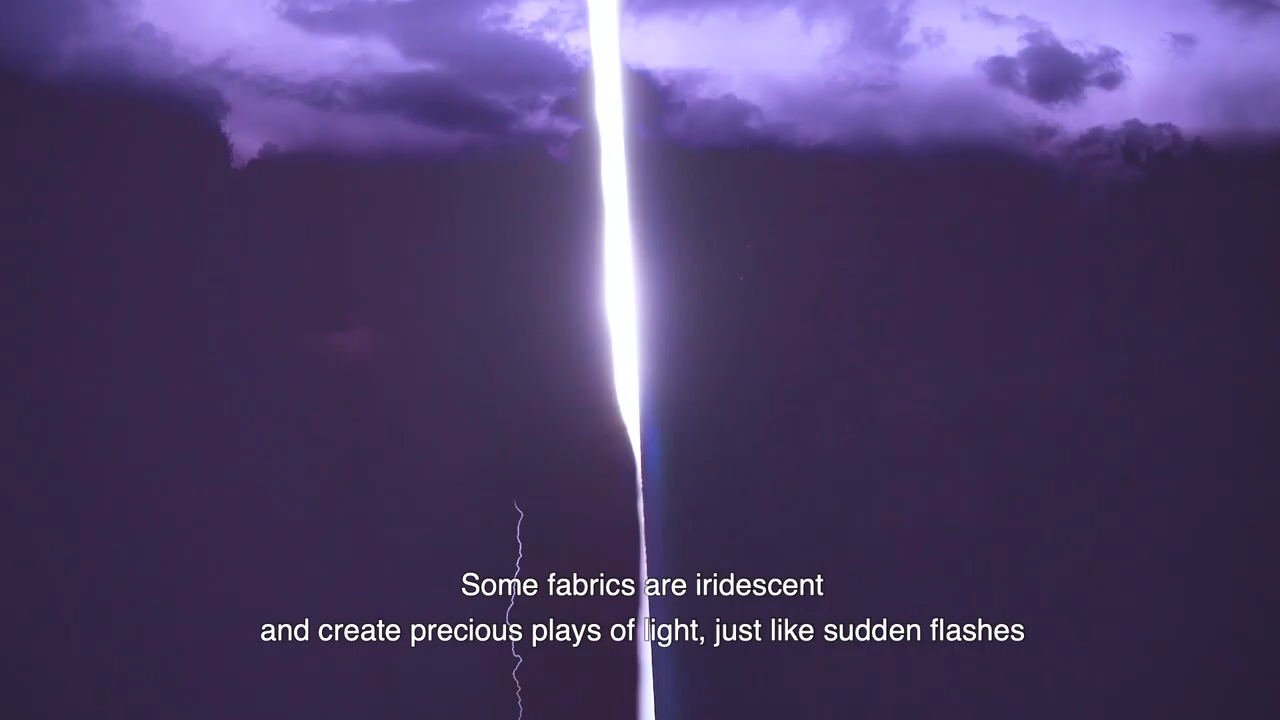 Some fabrics are iridescent
and create precious plays of light, just like sudden flashes